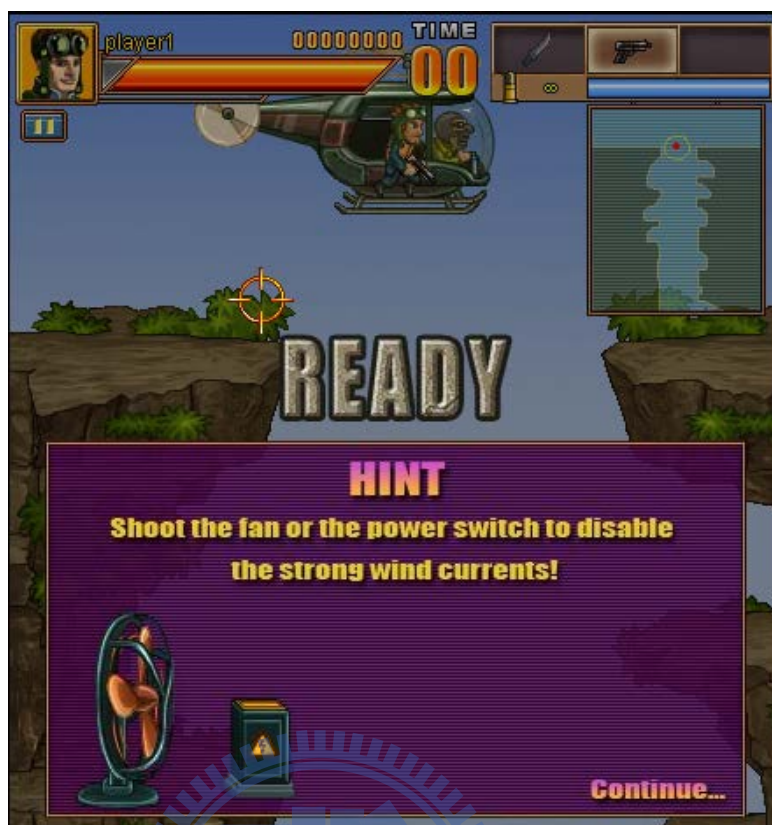 player1
00000000
TIME
00
∞
READY
HINT
Shoot the fan or the power switch to disable
the strong wind currents!
Continue...